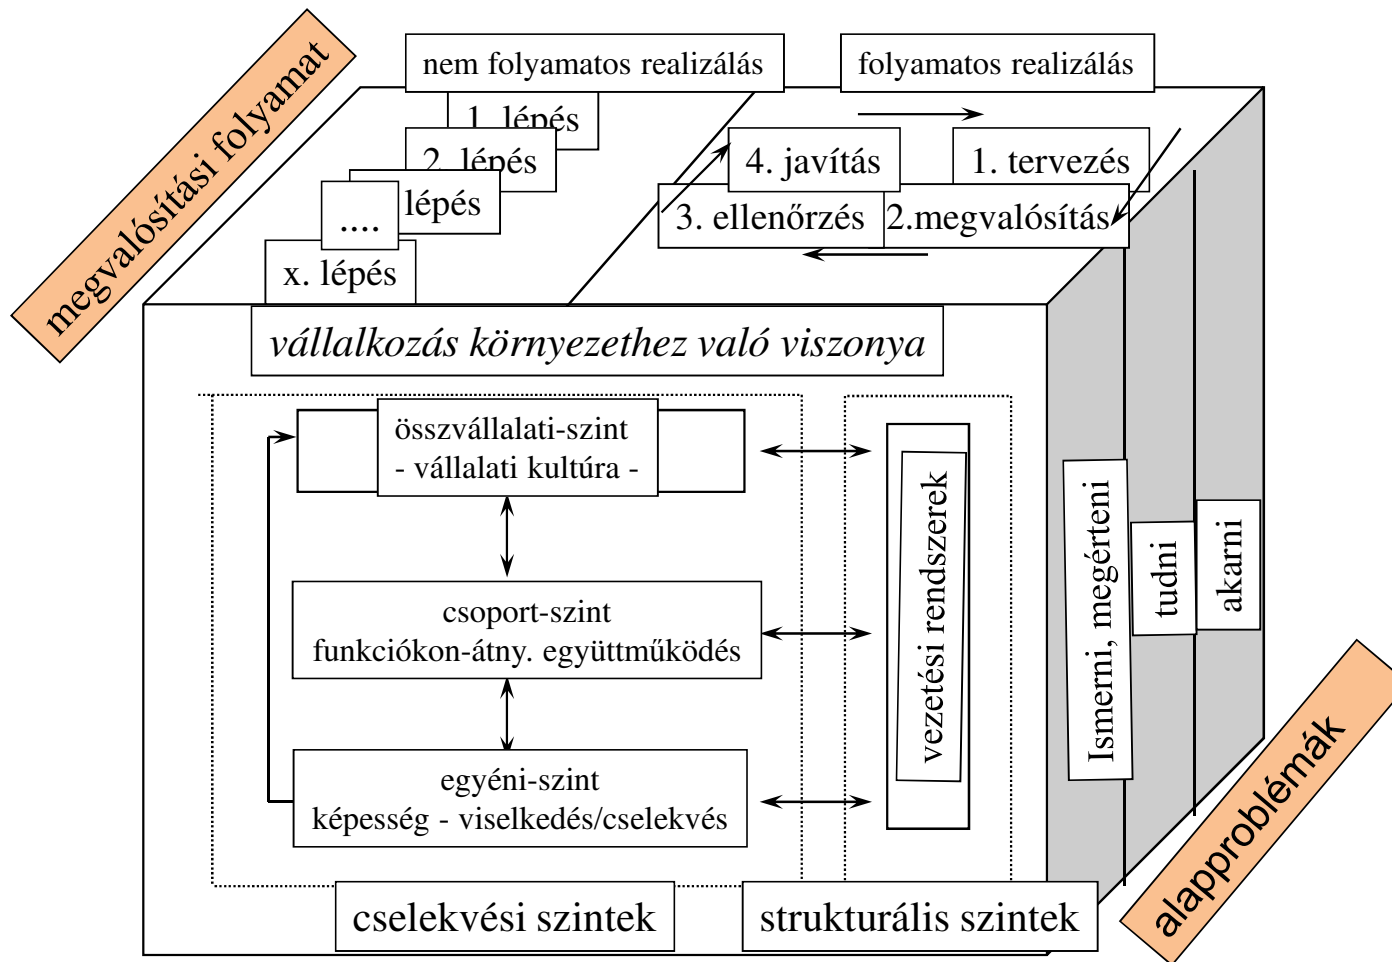 megvalósítási folyamat
nem folyamatos realizálás
folyamatos realizálás
1. lépés
2. lépés
lépés
....
x. lépés
4. javítás
1. tervezés
3. ellenőrzés
2.megvalósítás
vállalkozás környezethez való viszonya
összvállalati-szint
- vállalati kultúra -
csoport-szint
funkciókon-átny. együttműködés
egyéni-szint
képesség - viselkedés/cselekvés
vezetési rendszerek
Ismerni, megérteni
tudni
akarni
cselekvési szintek
strukturális szintek
alapproblémák